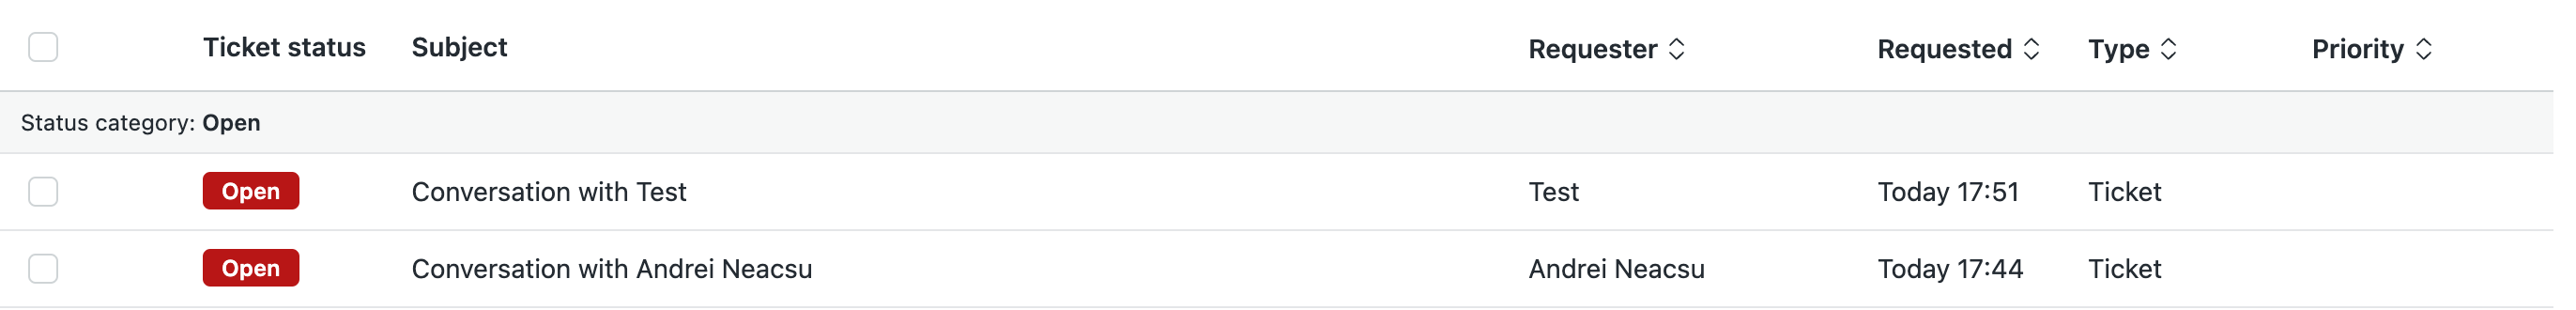 Ticket status Subject Requester Requested Type Priority
Status category: Open
Open Conversation with Test Test Today 17:51 Ticket
Open Conversation with Andrei Neacsu Andrei Neacsu Today 17:44 Ticket